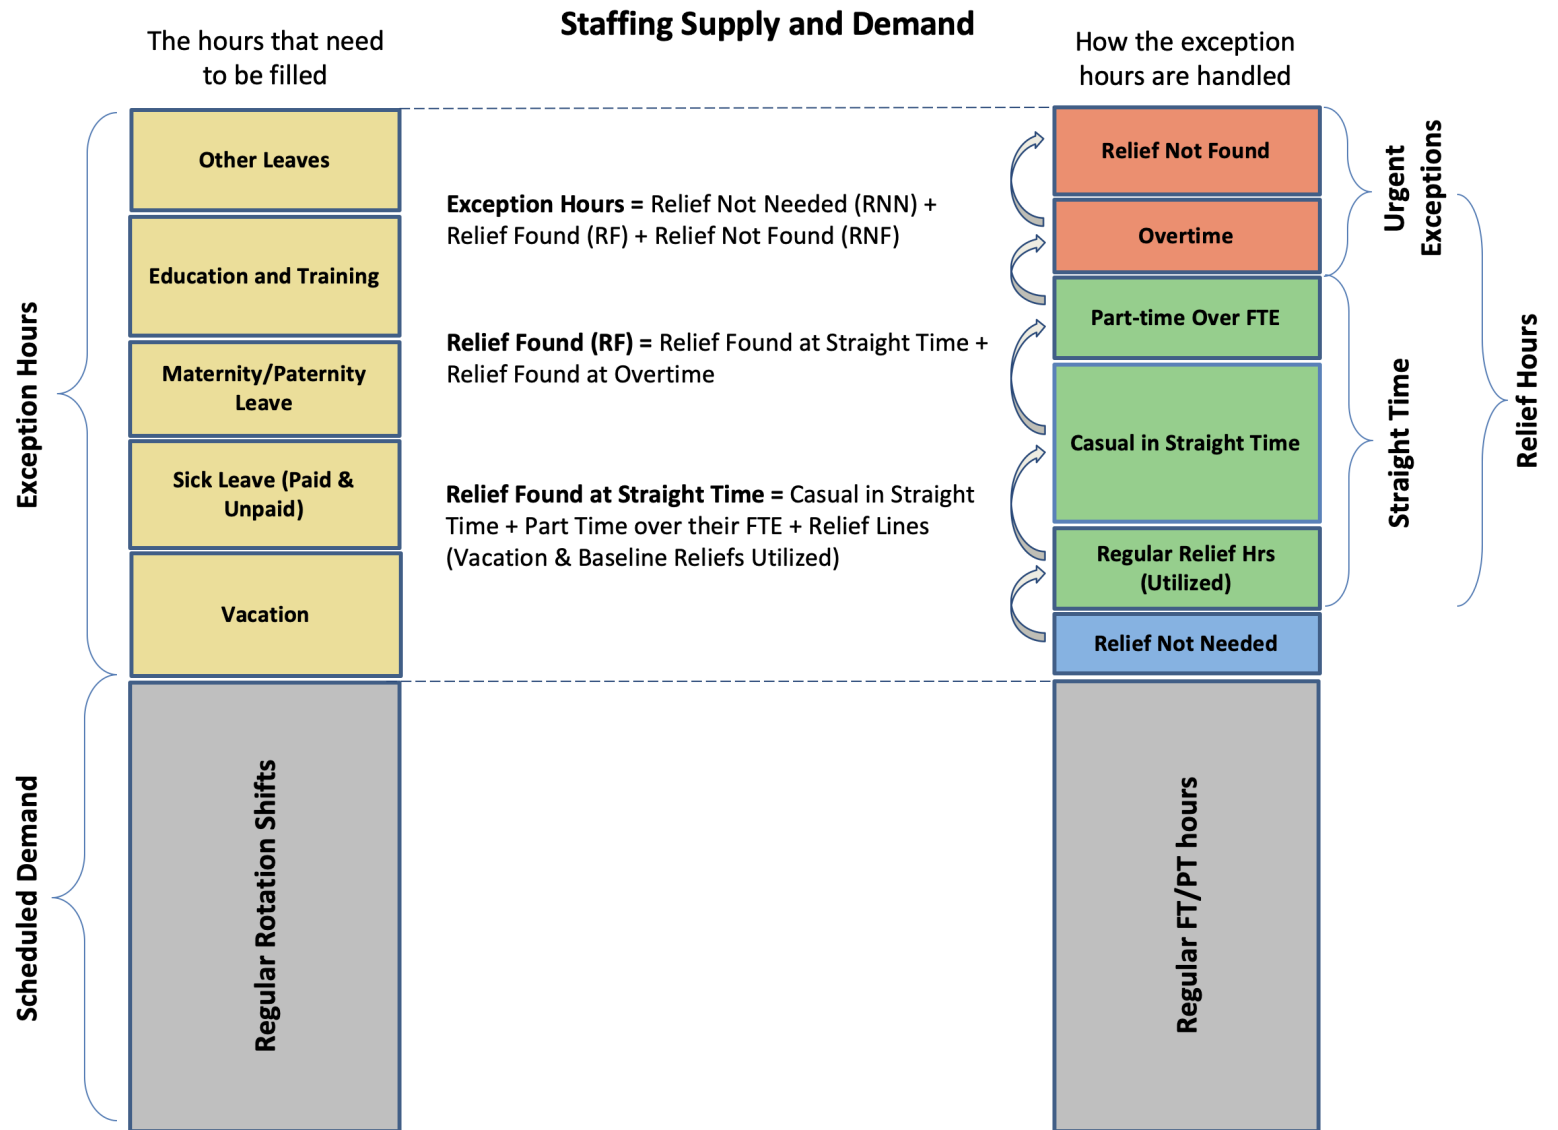 Staffing Supply and Demand
The hours that need
to be filled
How the exception
hours are handled
Exception Hours
Scheduled Demand
Other Leaves
Education and Training
Maternity/Paternity
Leave
Sick Leave (Paid &
Unpaid)
Vacation
Regular Rotation Shifts
Exception Hours = Relief Not Needed (RNN) +
Relief Found (RF) + Relief Not Found (RNF)
Relief Found (RF) = Relief Found at Straight Time +
Relief Found at Overtime
Relief Found at Straight Time = Casual in Straight
Time + Part Time over their FTE + Relief Lines
(Vacation & Baseline Reliefs Utilized)
Relief Not Found
Overtime
Part-time Over FTE
Casual in Straight Time
Regular Relief Hrs
(Utilized)
Relief Not Needed
Regular FT/PT hours
Urgent
Exceptions
Straight Time
Relief Hours